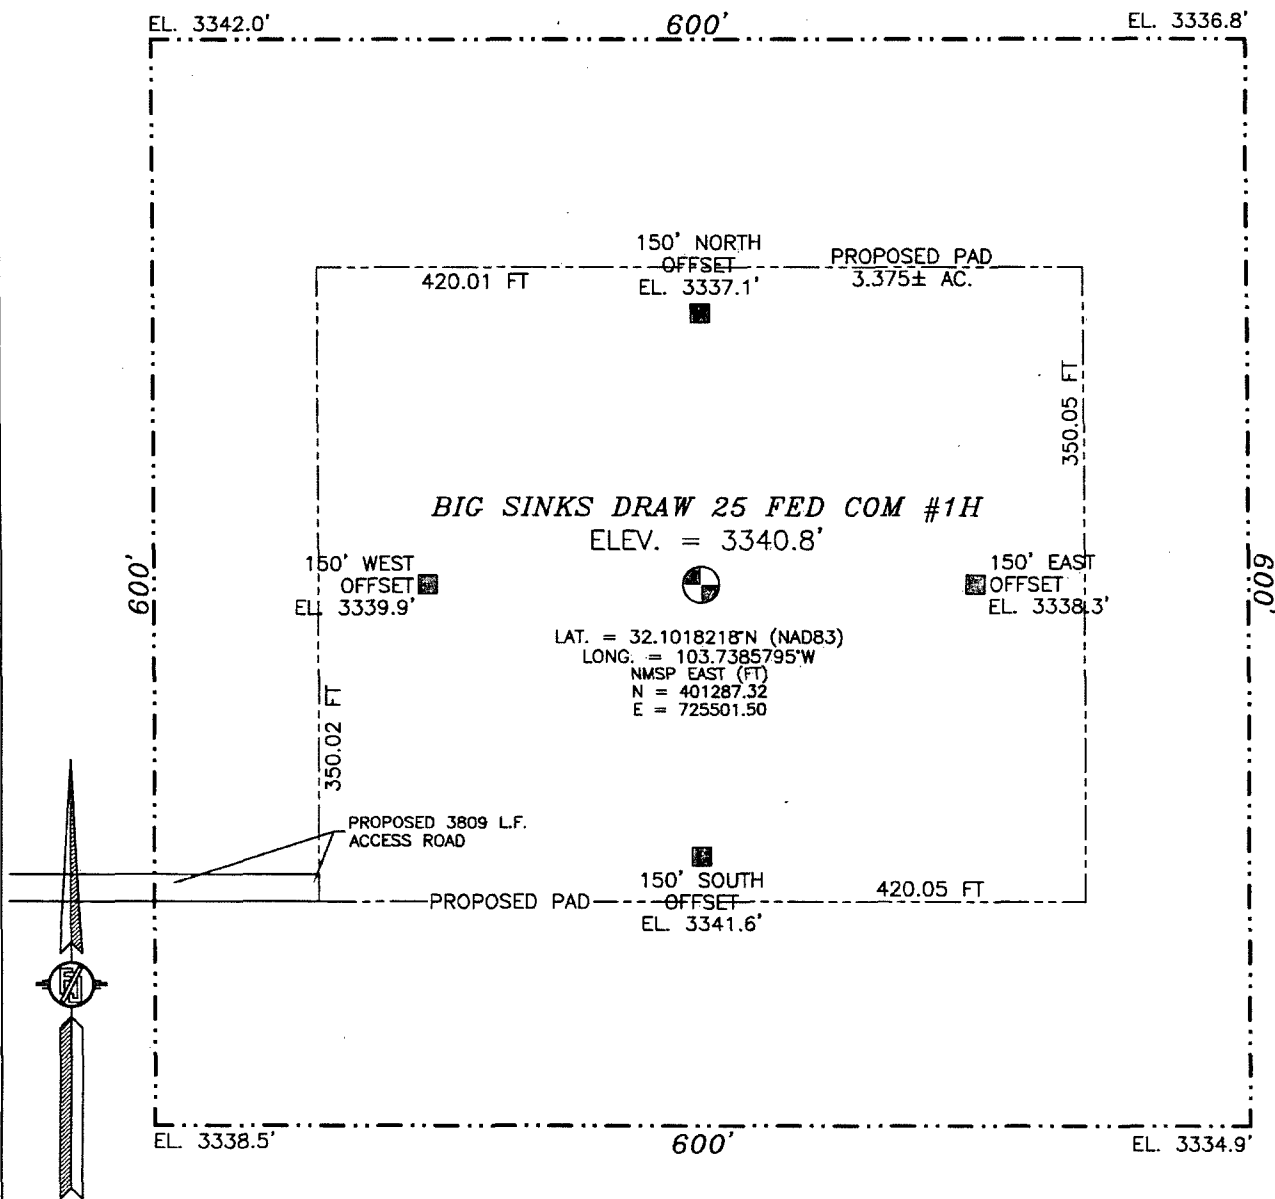 EL. 3342.0'
600'
EL. 3336.8'
150' NORTH
OFFSET
EL. 3337.1'
PROPOSED PAD
3.375± AC.
420.01 FT
350.05 FT
BIG SINKS DRAW 25 FED COM #1H
ELEV. = 3340.8'
600'
150' WEST
OFFSET
EL. 3339.9'
150' EAST
OFFSET
EL. 3338.3'
600'
LAT. = 32.1018218°N (NAD83)
LONG. = 103.7385795°W
NMSP EAST (FT)
N = 401287.32
E = 725501.50
350.02 FT
PROPOSED 3809 L.F.
ACCESS ROAD
150' SOUTH
OFFSET
EL. 3341.6'
420.05 FT
PROPOSED PAD
EL. 3338.5'
600'
EL. 3334.9'